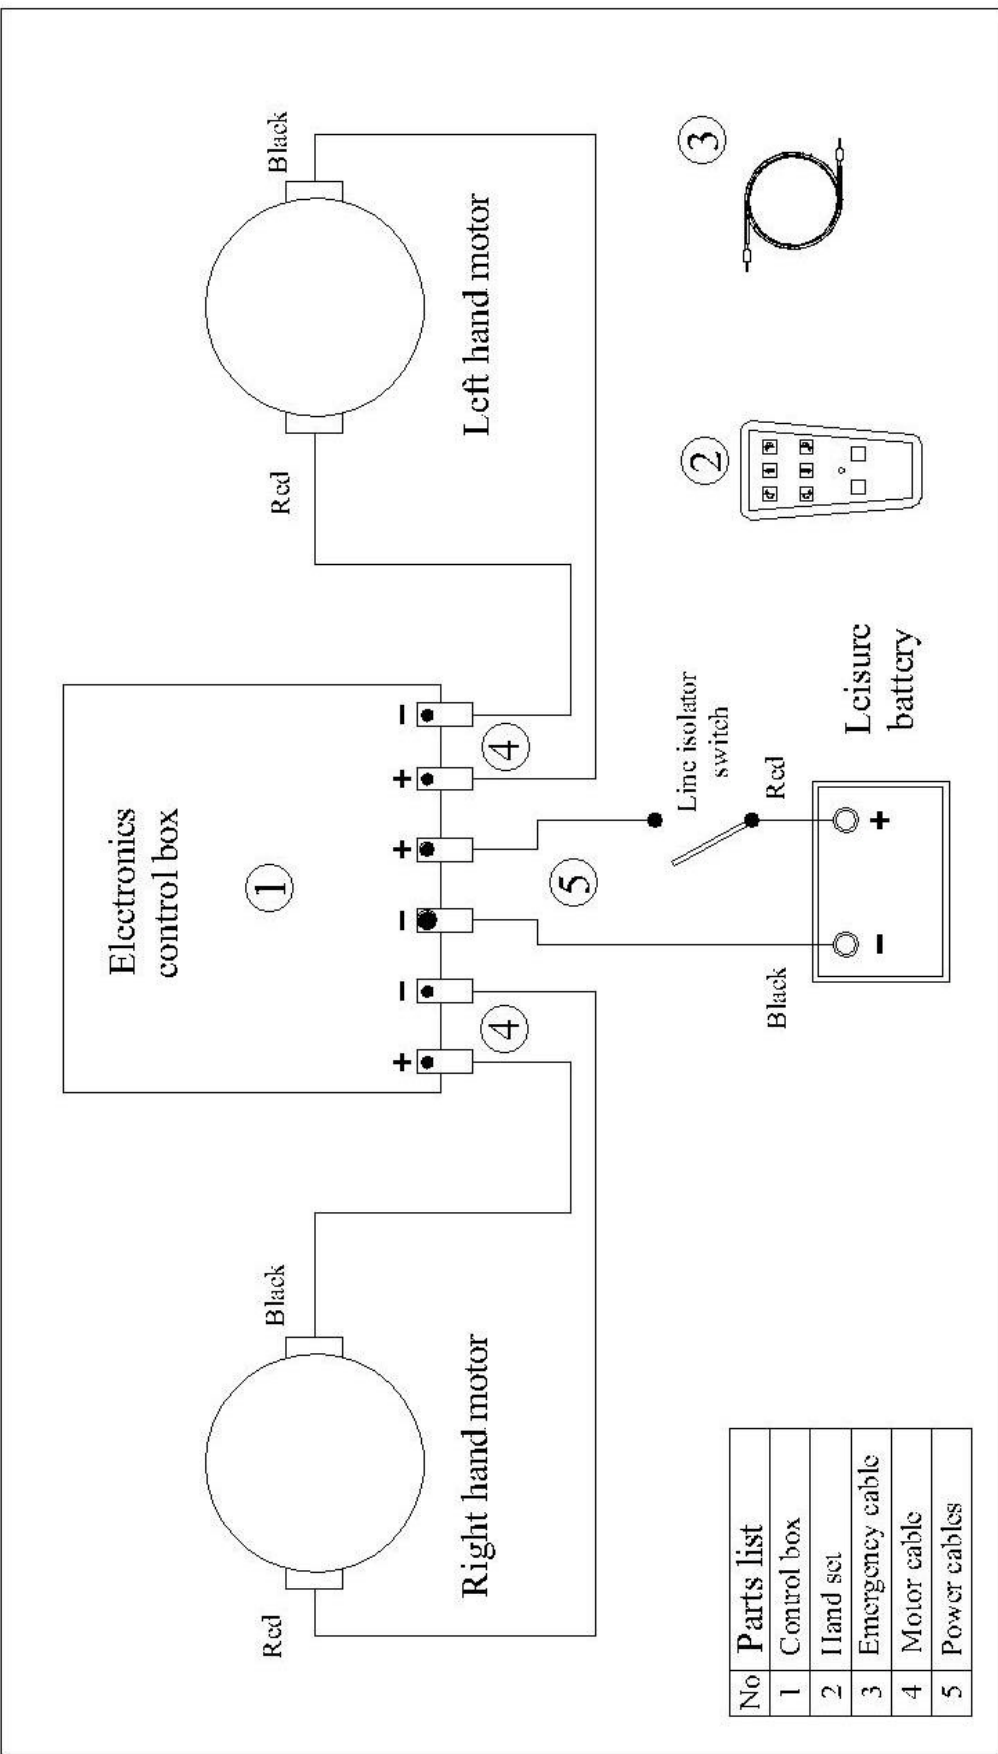 Electronics
control box
1
+
−
−
+
+
−
4
4
5
Red
Black
Right hand motor
Red
Black
Left hand motor
Line isolator
switch
Black
Red
−
+
Leisure
battery
2
3
No Parts list
1 Control box
2 Hand set
3 Emergency cable
4 Motor cable
5 Power cables